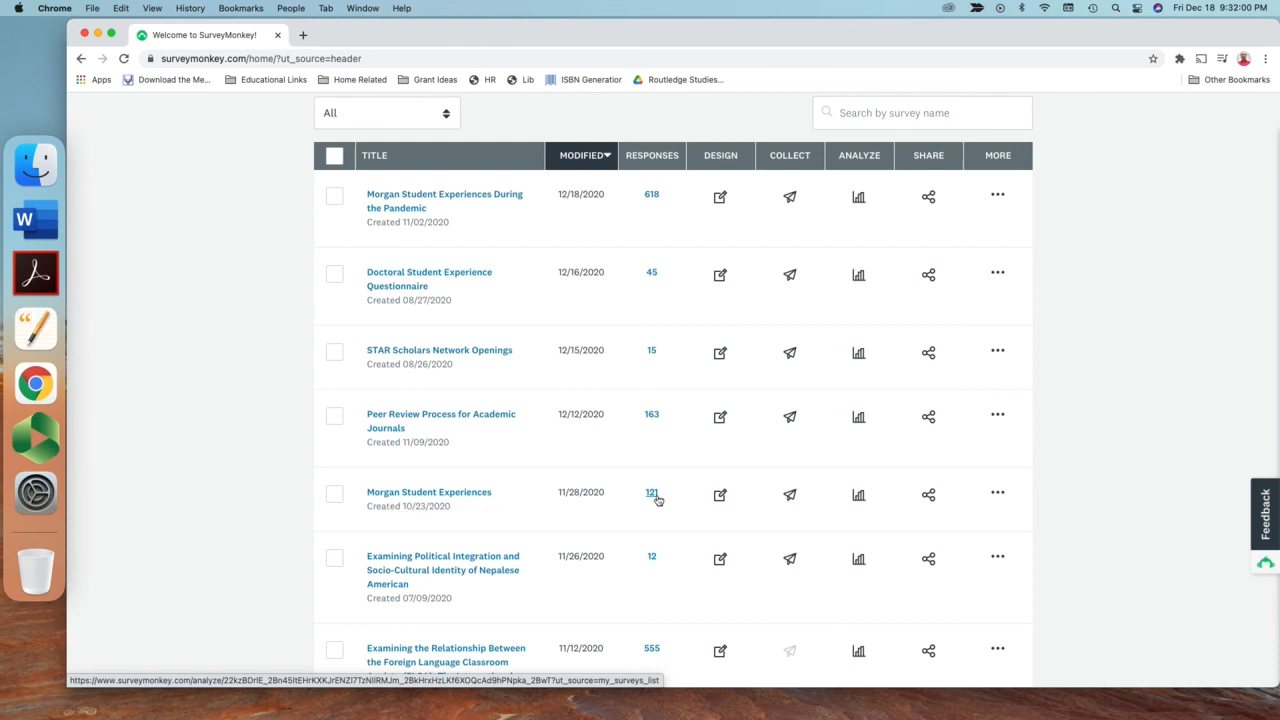 Chrome File Edit View History Bookmarks People Tab Window Help Fri Dec 18 9:32:00 PM
Welcome to SurveyMonkey!
surveymonkey.com/home/?ut_source=header
Apps Download the Me... Educational Links Home Related Grant Ideas HR Lib ISBN Generatior Routledge Studies... Other Bookmarks
All
Search by survey name
TITLE MODIFIED RESPONSES DESIGN COLLECT ANALYZE SHARE MORE
Morgan Student Experiences During 12/18/2020 618
the Pandemic
Created 11/02/2020
Doctoral Student Experience 12/16/2020 45
Questionnaire
Created 08/27/2020
STAR Scholars Network Openings 12/15/2020 15
Created 08/26/2020
Peer Review Process for Academic 12/12/2020 163
Journals
Created 11/09/2020
Morgan Student Experiences 11/28/2020 121
Created 10/23/2020
Examining Political Integration and 11/26/2020 12
Socio-Cultural Identity of Nepalese
American
Created 07/09/2020
Examining the Relationship Between 11/12/2020 555
the Foreign Language Classroom
Feedback
W